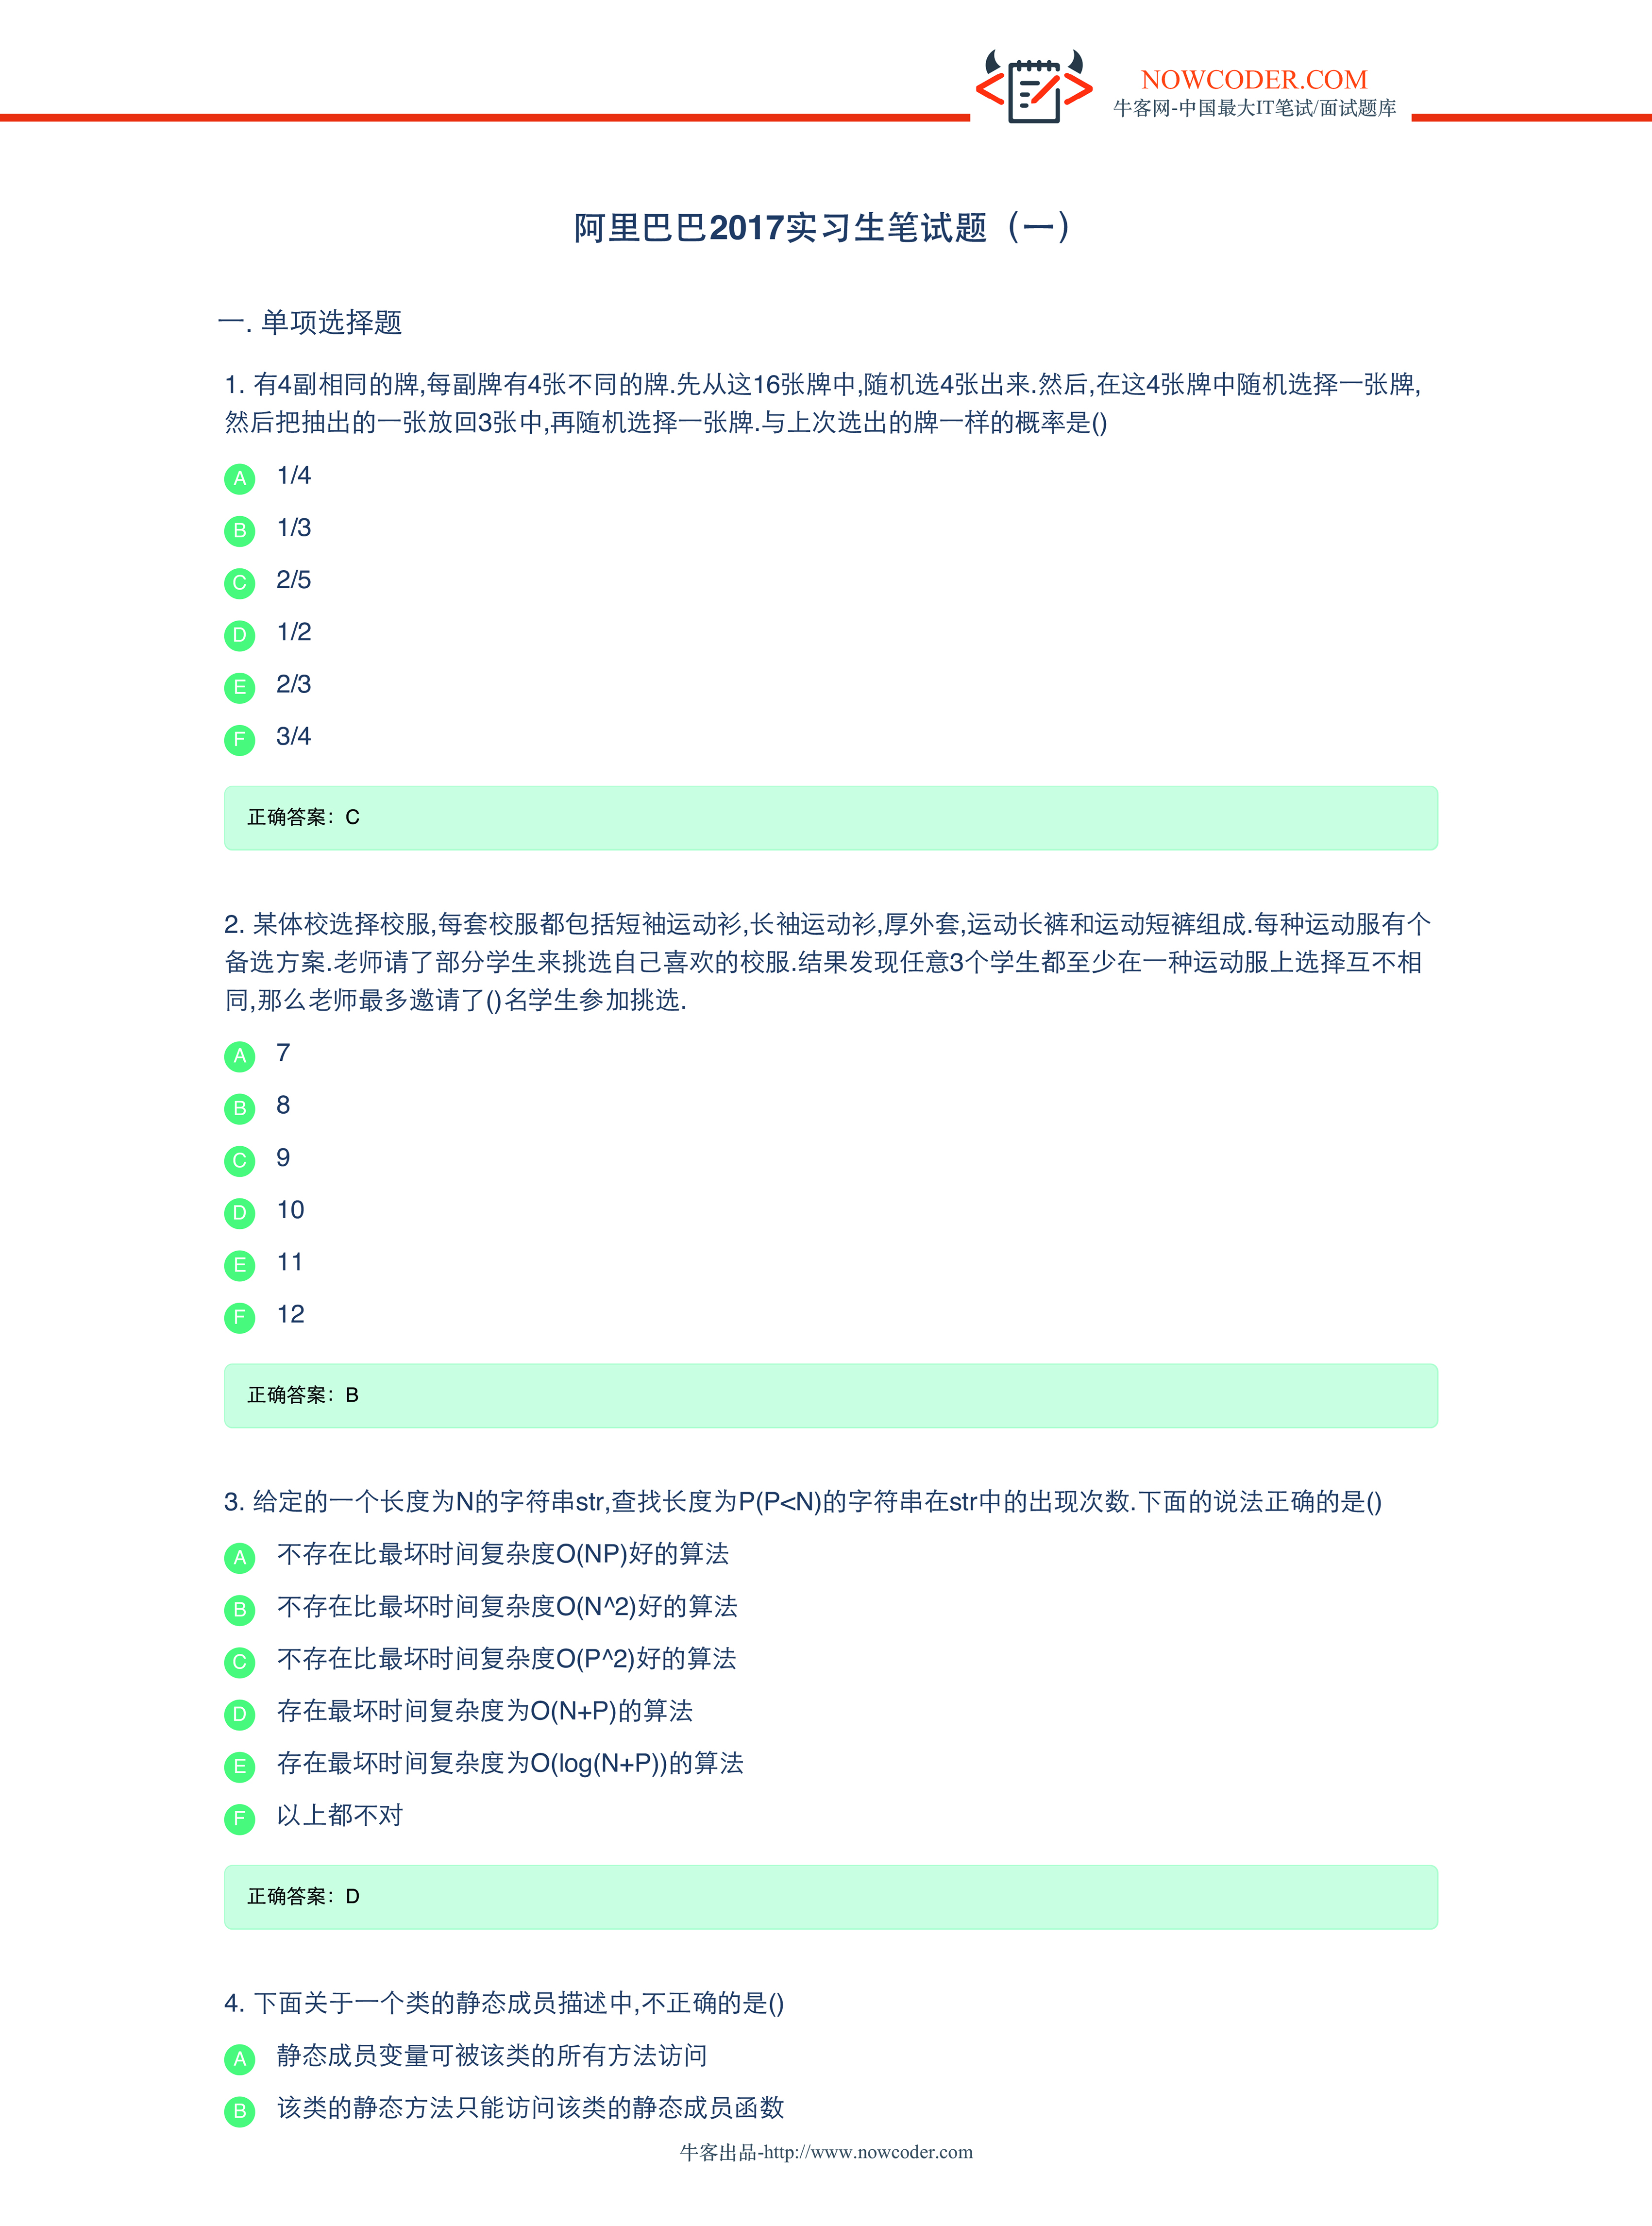 NOWCODER.COM
牛客网-中国最大IT笔试/面试题库
阿里巴巴2017实习生笔试题（一）
一. 单项选择题
1. 有4副相同的牌,每副牌有4张不同的牌.先从这16张牌中,随机选4张出来.然后,在这4张牌中随机选择一张牌,
然后把抽出的一张放回3张中,再随机选择一张牌.与上次选出的牌一样的概率是()
A 1/4
B 1/3
C 2/5
D 1/2
E 2/3
F 3/4
正确答案：C
2. 某体校选择校服,每套校服都包括短袖运动衫,长袖运动衫,厚外套,运动长裤和运动短裤组成.每种运动服有个
备选方案.老师请了部分学生来挑选自己喜欢的校服.结果发现任意3个学生都至少在一种运动服上选择互不相
同,那么老师最多邀请了()名学生参加挑选.
A 7
B 8
C 9
D 10
E 11
F 12
正确答案：B
3. 给定的一个长度为N的字符串str,查找长度为P(P<N)的字符串在str中的出现次数.下面的说法正确的是()
A 不存在比最坏时间复杂度O(NP)好的算法
B 不存在比最坏时间复杂度O(N^2)好的算法
C 不存在比最坏时间复杂度O(P^2)好的算法
D 存在最坏时间复杂度为O(N+P)的算法
E 存在最坏时间复杂度为O(log(N+P))的算法
F 以上都不对
正确答案：D
4. 下面关于一个类的静态成员描述中,不正确的是()
A 静态成员变量可被该类的所有方法访问
B 该类的静态方法只能访问该类的静态成员函数
牛客出品-http://www.nowcoder.com